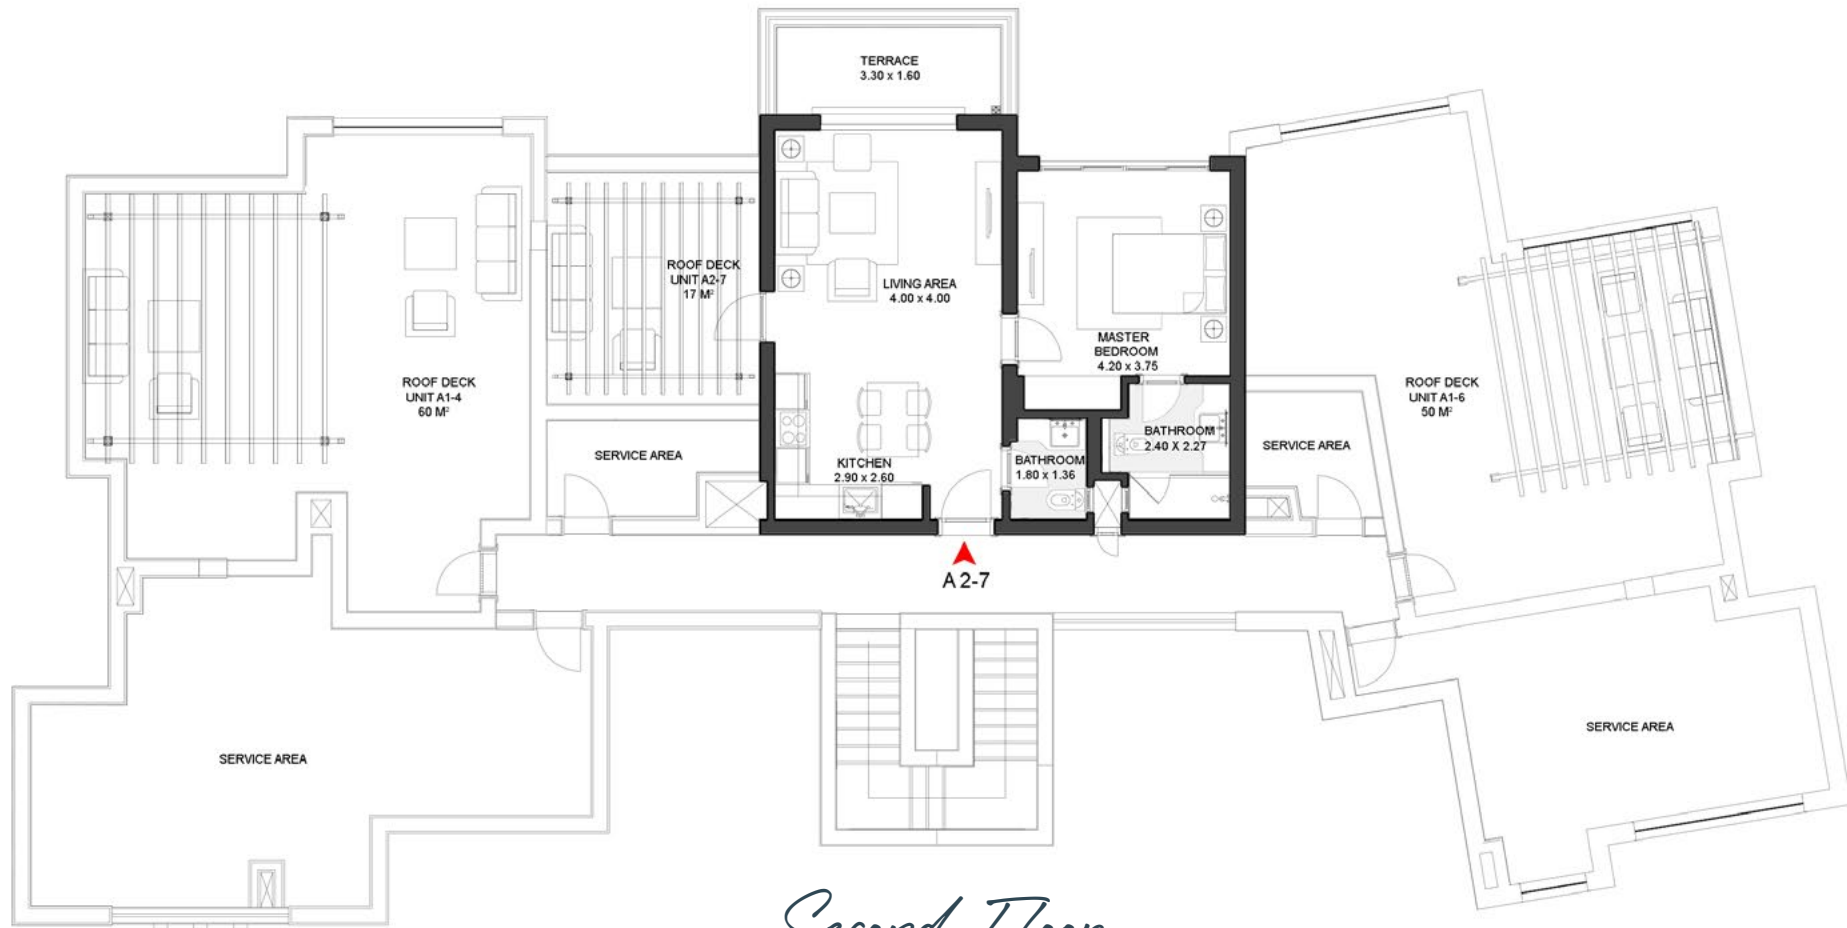 TERRACE
3.30 x 1.60
ROOF DECK
UNIT A2-7
17 M²
LIVING AREA
4.00 x 4.00
MASTER
BEDROOM
4.20 x 3.75
ROOF DECK
UNIT A1-4
60 M²
ROOF DECK
UNIT A1-6
50 M²
SERVICE AREA
KITCHEN
2.90 x 2.60
BATHROOM
1.80 x 1.36
BATHROOM
2.40 X 2.27
SERVICE AREA
A 2-7
SERVICE AREA
SERVICE AREA
Second Floor